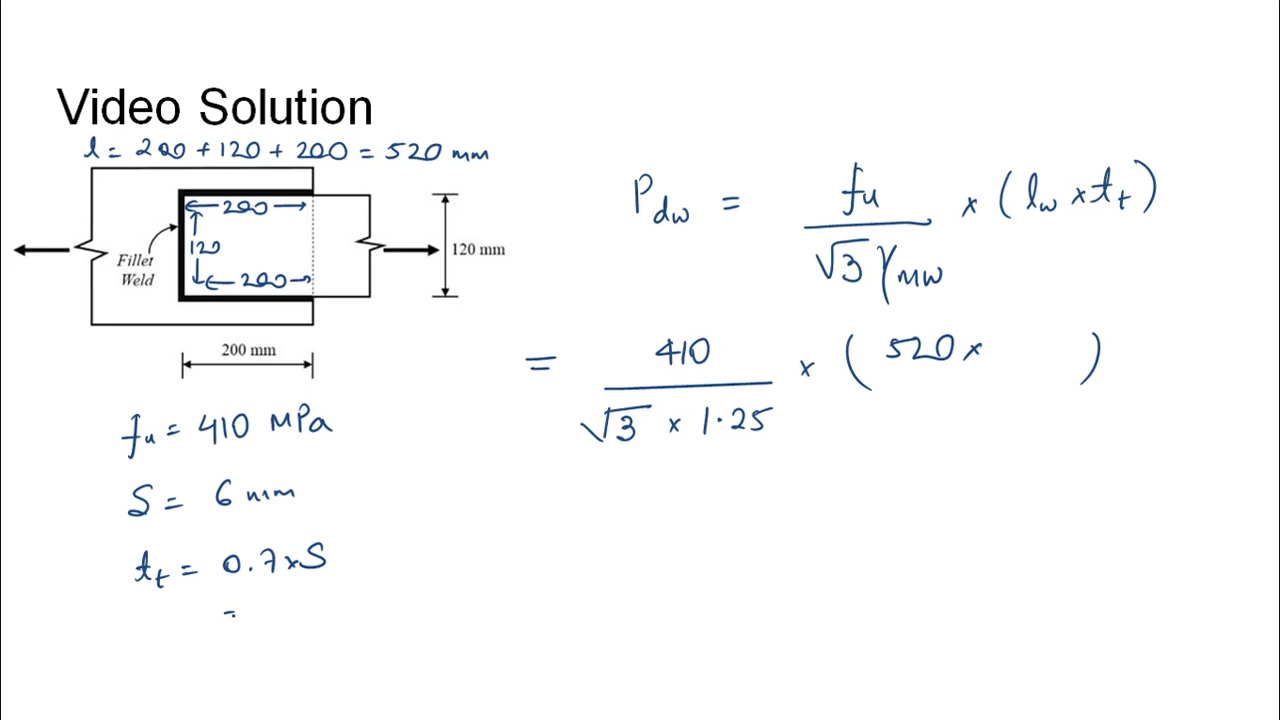 Video Solution
l = 200 + 120 + 200 = 520 mm
200
120
200
Fillet
Weld
120 mm
200 mm
fu = 410 MPa
S = 6 mm
tt = 0.7 × S
=
Pdw = fu / √3 γMW × (lw × tt)
= 410 / √3 × 1.25 × ( 520 × )